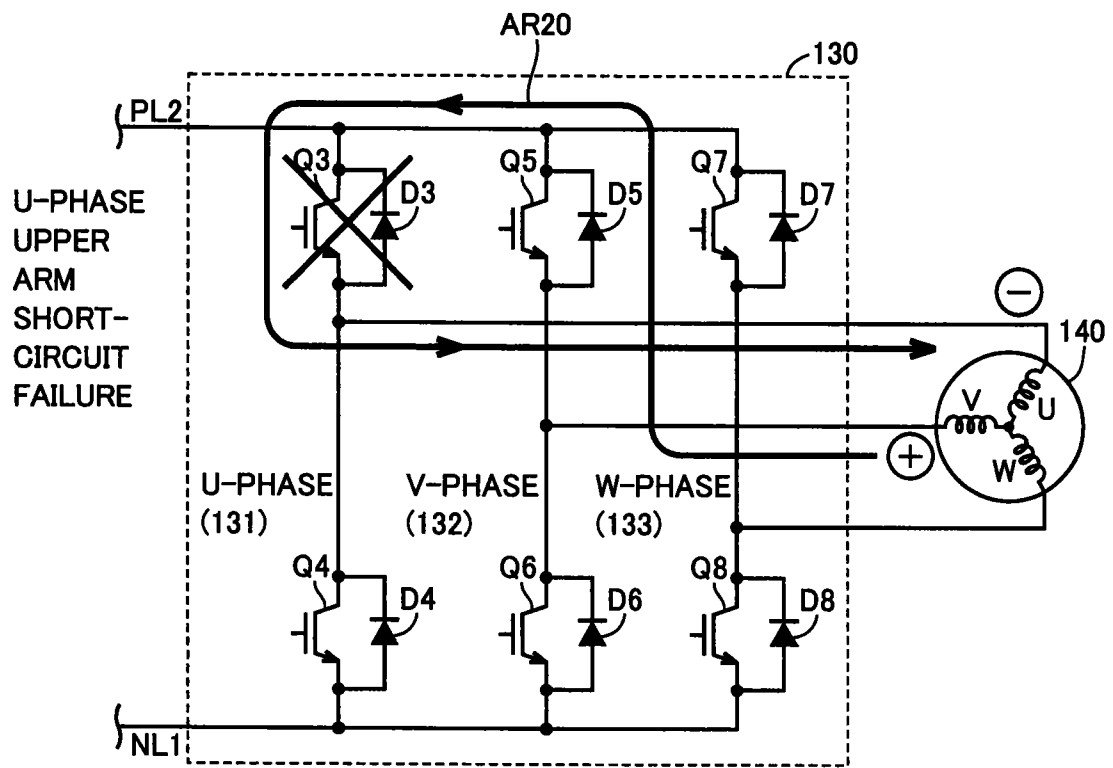 AR20
130
PL2
Q3
D3
Q5
D5
Q7
D7
U-PHASE
UPPER
ARM
SHORT-
CIRCUIT
FAILURE
−
140
V
U
W
+
U-PHASE
(131)
V-PHASE
(132)
W-PHASE
(133)
Q4
D4
Q6
D6
Q8
D8
NL1